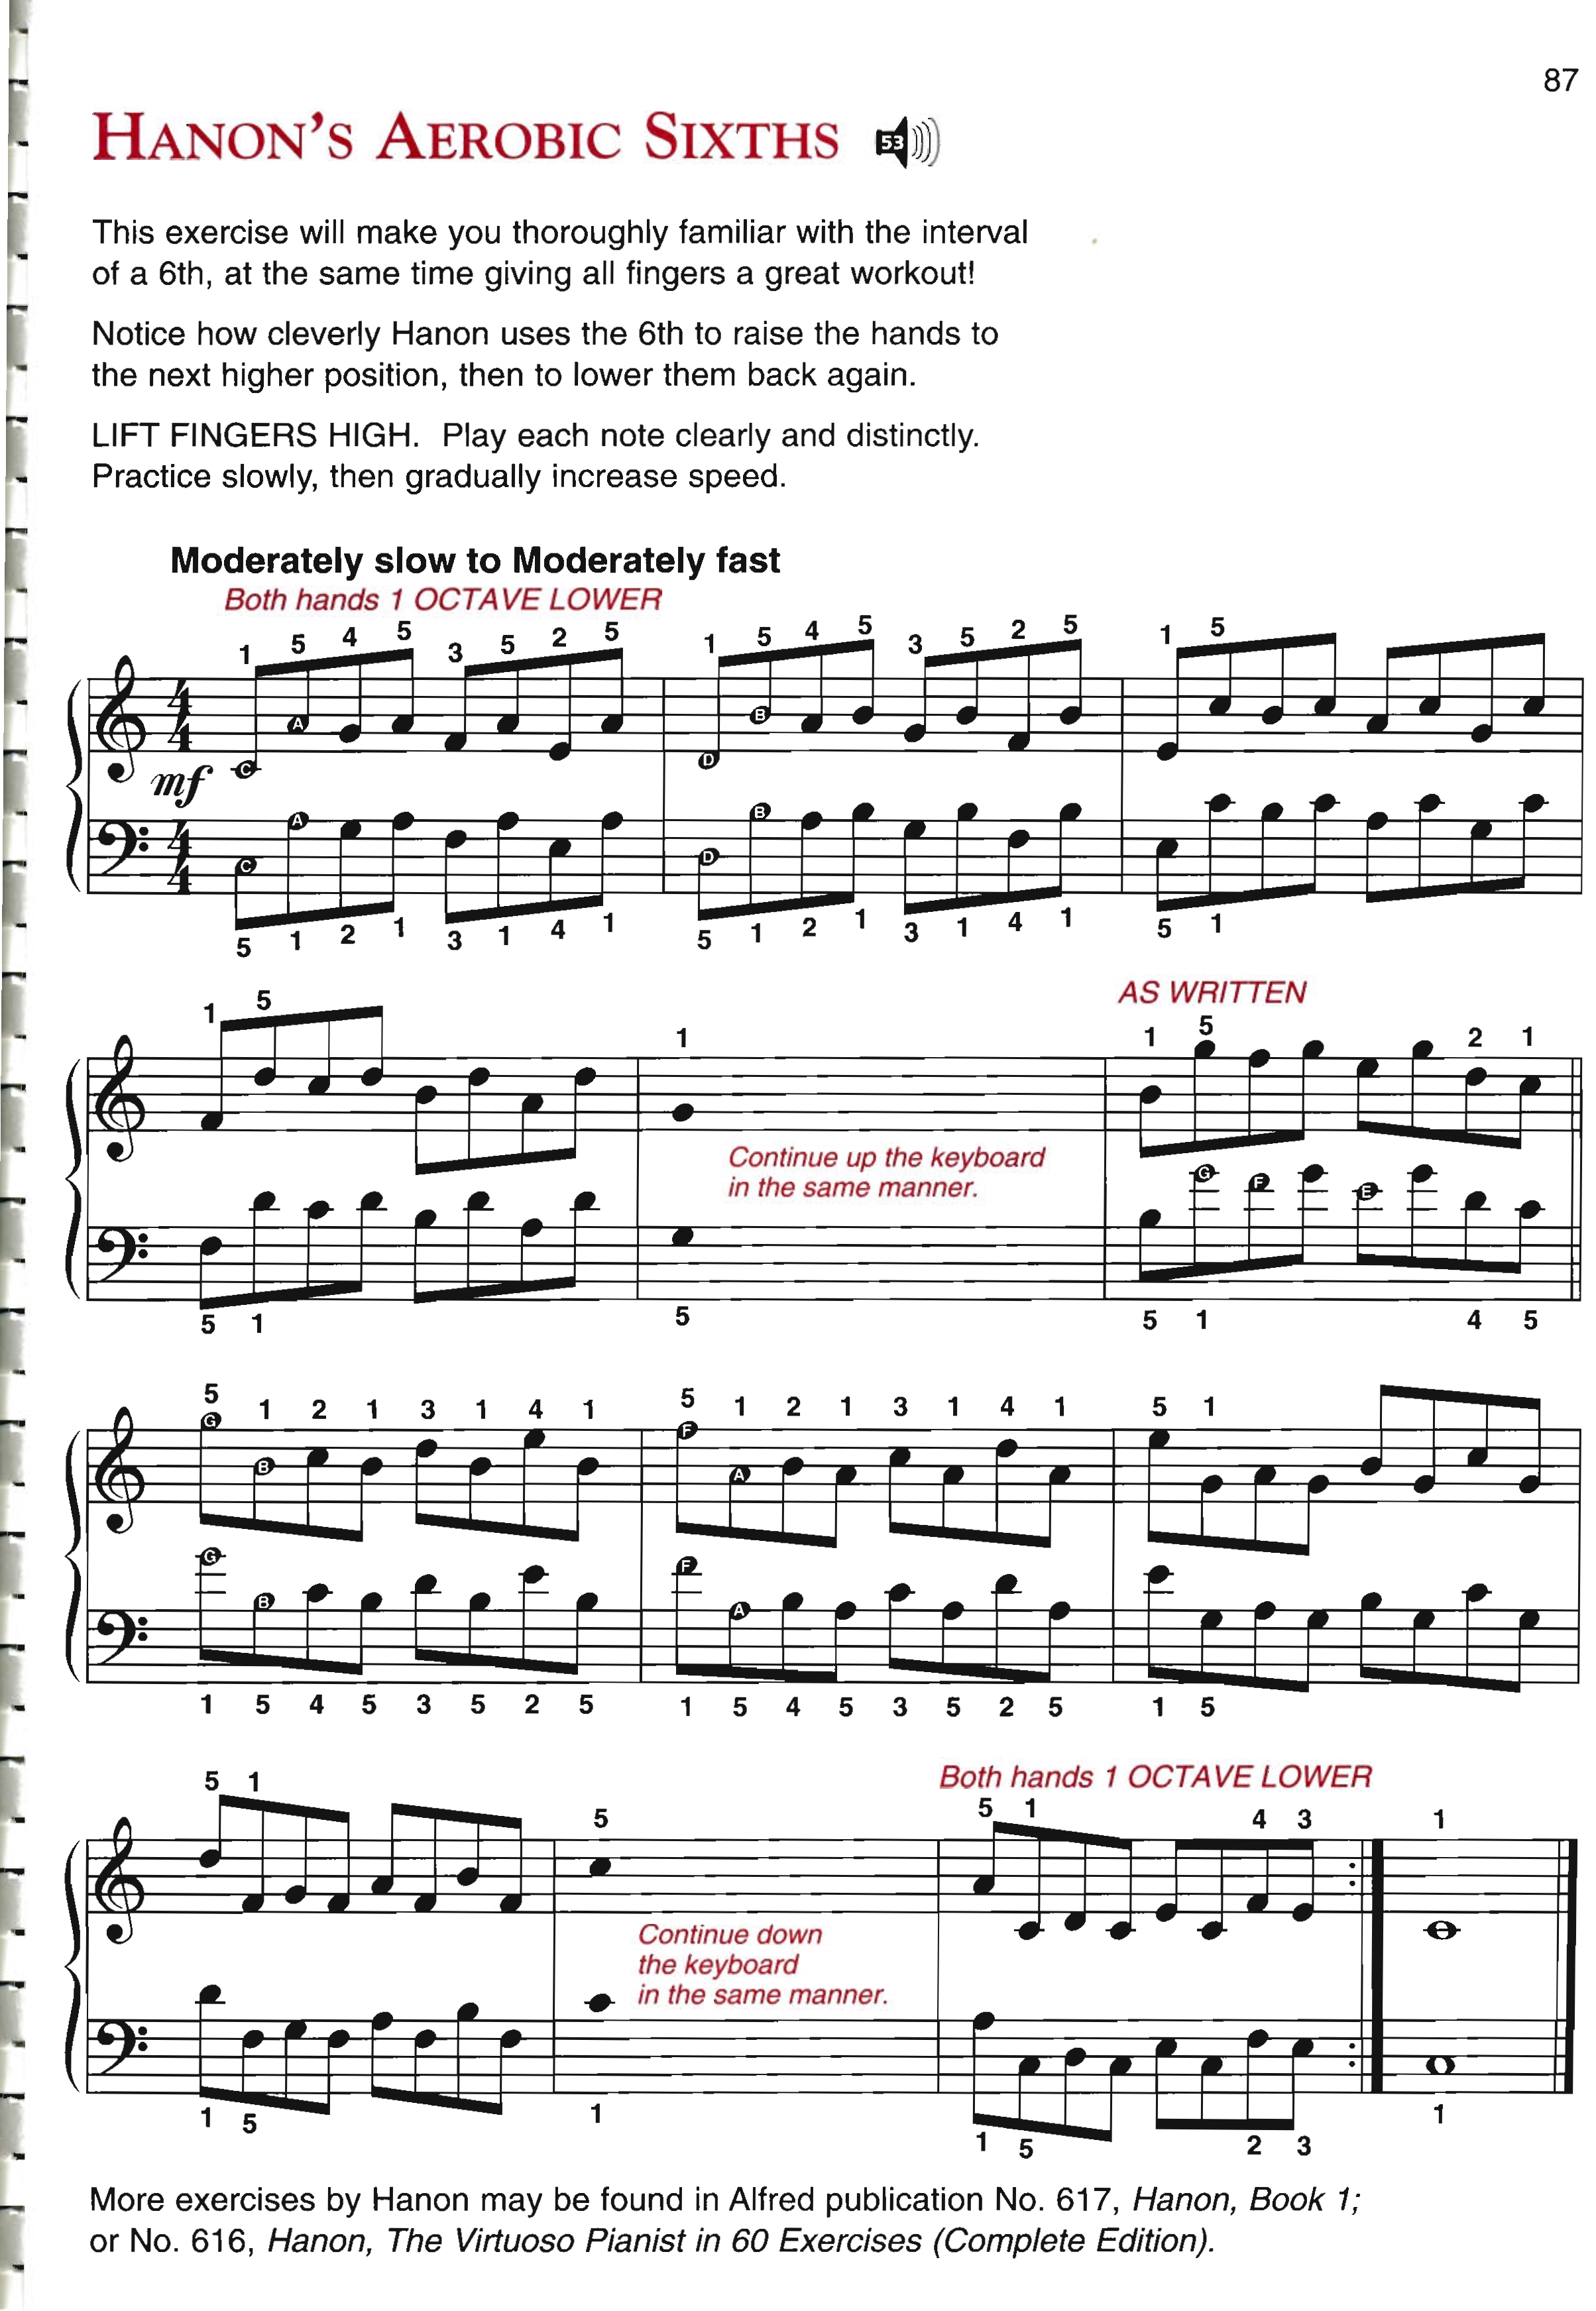 87
HANON'S AEROBIC SIXTHS 53
This exercise will make you thoroughly familiar with the interval
of a 6th, at the same time giving all fingers a great workout!
Notice how cleverly Hanon uses the 6th to raise the hands to
the next higher position, then to lower them back again.
LIFT FINGERS HIGH. Play each note clearly and distinctly.
Practice slowly, then gradually increase speed.
Moderately slow to Moderately fast
Both hands 1 OCTAVE LOWER
1 5 4 5 3 5 2 5 1 5 4 5 3 5 2 5 1 5
4 4 C A D B
mf
4 4 C A D B
5 1 2 1 3 1 4 1 5 1 2 1 3 1 4 1 5 1
AS WRITTEN
1 5 1 1 5 2 1
Continue up the keyboard
in the same manner.
G F E
5 1 5 5 1 4 5
5 1 2 1 3 1 4 1 5 1 2 1 3 1 4 1 5 1
G B F A
G B F A
1 5 4 5 3 5 2 5 1 5 4 5 3 5 2 5 1 5
Both hands 1 OCTAVE LOWER
5 1 5 5 1 4 3 1
Continue down
the keyboard
in the same manner.
1 5 1 1 5 2 3 1
More exercises by Hanon may be found in Alfred publication No. 617, Hanon, Book 1;
or No. 616, Hanon, The Virtuoso Pianist in 60 Exercises (Complete Edition).